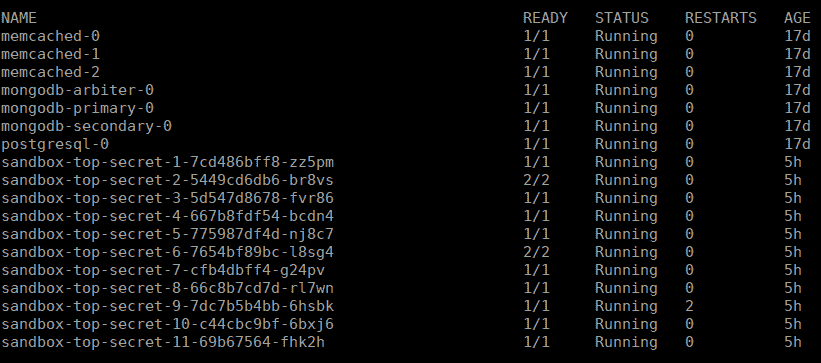 NAME READY STATUS RESTARTS AGE
memcached-0 1/1 Running 0 17d
memcached-1 1/1 Running 0 17d
memcached-2 1/1 Running 0 17d
mongodb-arbiter-0 1/1 Running 0 17d
mongodb-primary-0 1/1 Running 0 17d
mongodb-secondary-0 1/1 Running 0 17d
postgresql-0 1/1 Running 0 17d
sandbox-top-secret-1-7cd486bff8-zz5pm 1/1 Running 0 5h
sandbox-top-secret-2-5449cd6db6-br8vs 2/2 Running 0 5h
sandbox-top-secret-3-5d547d8678-fvr86 1/1 Running 0 5h
sandbox-top-secret-4-667b8fdf54-bcdn4 1/1 Running 0 5h
sandbox-top-secret-5-775987df4d-nj8c7 1/1 Running 0 5h
sandbox-top-secret-6-7654bf89bc-l8sg4 2/2 Running 0 5h
sandbox-top-secret-7-cfb4dbff4-g24pv 1/1 Running 0 5h
sandbox-top-secret-8-66c8b7cd7d-rl7wn 1/1 Running 0 5h
sandbox-top-secret-9-7dc7b5b4bb-6hsbk 1/1 Running 2 5h
sandbox-top-secret-10-c44cbc9bf-6bxj6 1/1 Running 0 5h
sandbox-top-secret-11-69b67564-fhk2h 1/1 Running 0 5h